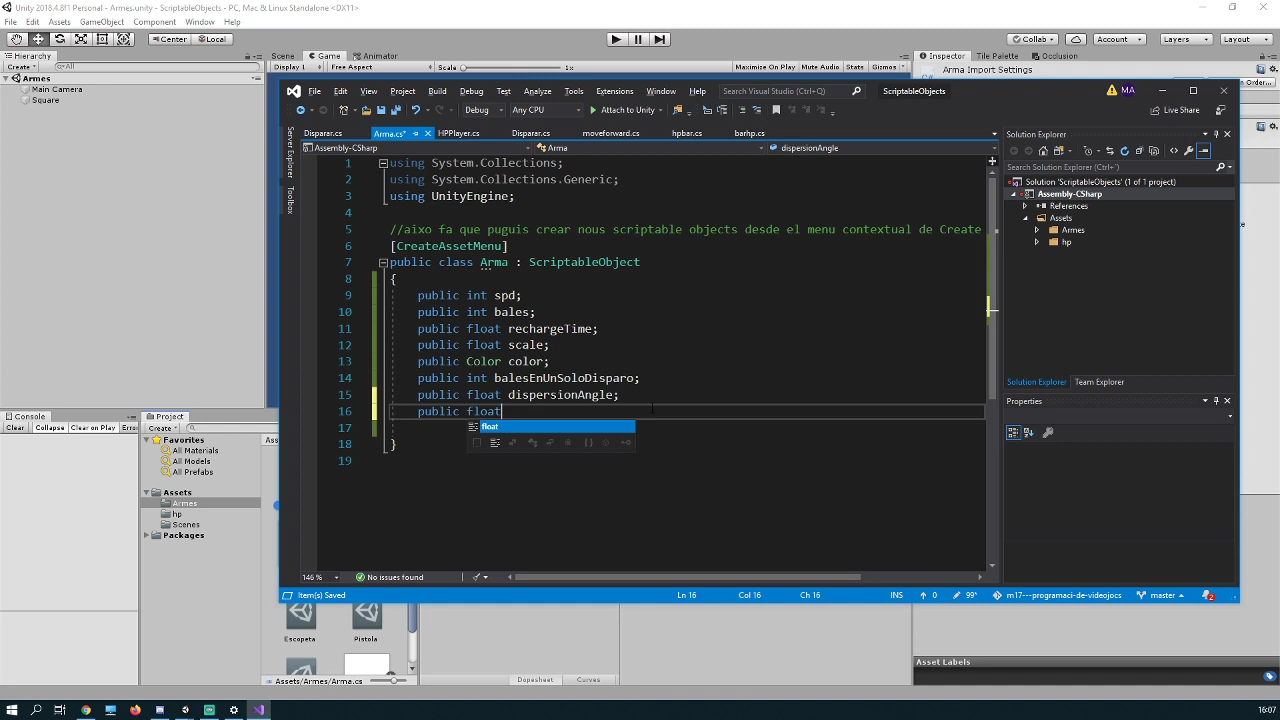 Unity 2018.4.8f1 Personal - Armes.unity - ScriptableObjects - PC, Mac & Linux Standalone <DX11>
File Edit Assets GameObject Component Window Help
Center Local Collab Account Layers Layout
Hierarchy Scene Game Animator Inspector Tile Palette Occlusion
Create All Display 1 Free Aspect Scale 1x Maximize On Play Mute Audio Stats Gizmos Arma Import Settings
Armes
Main Camera
Square
File Edit View Project Build Debug Test Analyze Tools Extensions Window Help Search Visual Studio (Ctrl+Q) ScriptableObjects MA
Debug Any CPU Attach to Unity Live Share
Server Explorer
Toolbox
Disparar.cs Arma.cs* HPPlayer.cs Disparar.cs moveforward.cs hpbar.cs barhp.cs
Assembly-CSharp Arma dispersionAngle
1 using System.Collections;
2 using System.Collections.Generic;
3 using UnityEngine;
4
5 //aixo fa que puguis crear nous scriptable objects desde el menu contextual de Create
6 [CreateAssetMenu]
7 public class Arma : ScriptableObject
8 {
9 public int spd;
10 public int bales;
11 public float rechargeTime;
12 public float scale;
13 public Color color;
14 public int balesEnUnSoloDisparo;
15 public float dispersionAngle;
16 public float
float
17
18 }
19
146 % No issues found
Item(s) Saved Ln 16 Col 16 Ch 16 INS 0 99* m17---programaci-de-videojocs master 2
Solution Explorer
Search Solution Explorer (Ctrl+)
Solution 'ScriptableObjects' (1 of 1 project)
Assembly-CSharp
References
Assets
Armes
hp
Solution Explorer Team Explorer
Properties
Console Project
Clear Collapse Clear on Play Erro Create
Favorites
All Materials
All Models
All Prefabs
Assets
Armes
hp
Scenes
Packages
Escopeta Pistola
Assets/Armes/Arma.cs Dopesheet Curves
Asset Labels
16:07